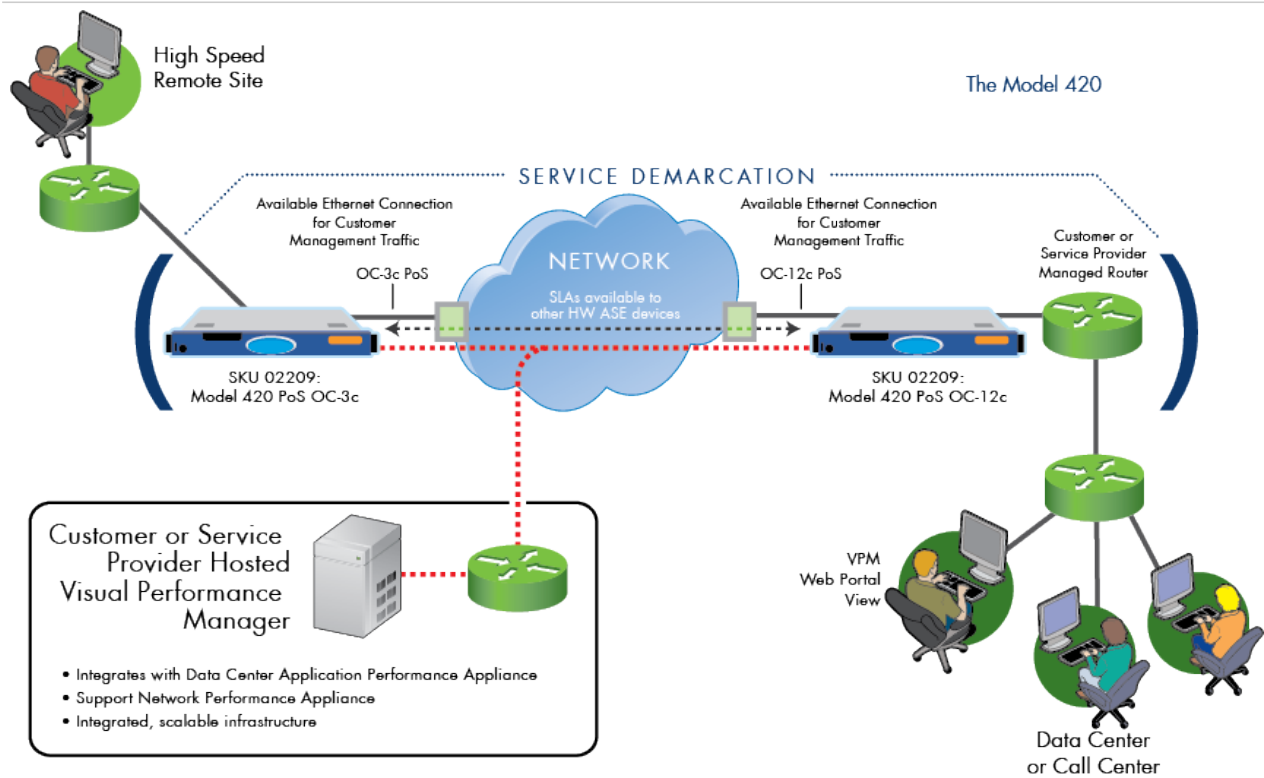 High Speed
Remote Site
The Model 420
SERVICE DEMARCATION
Available Ethernet Connection
for Customer
Management Traffic
OC-3c PoS
NETWORK
SLAs available to
other HW ASE devices
Available Ethernet Connection
for Customer
Management Traffic
OC-12c PoS
Customer or
Service Provider
Managed Router
SKU 02209:
Model 420 PoS OC-3c
SKU 02209:
Model 420 PoS OC-12c
Customer or Service
Provider Hosted
Visual Performance
Manager
• Integrates with Data Center Application Performance Appliance
• Support Network Performance Appliance
• Integrated, scalable infrastructure
VPM
Web Portal
View
Data Center
or Call Center